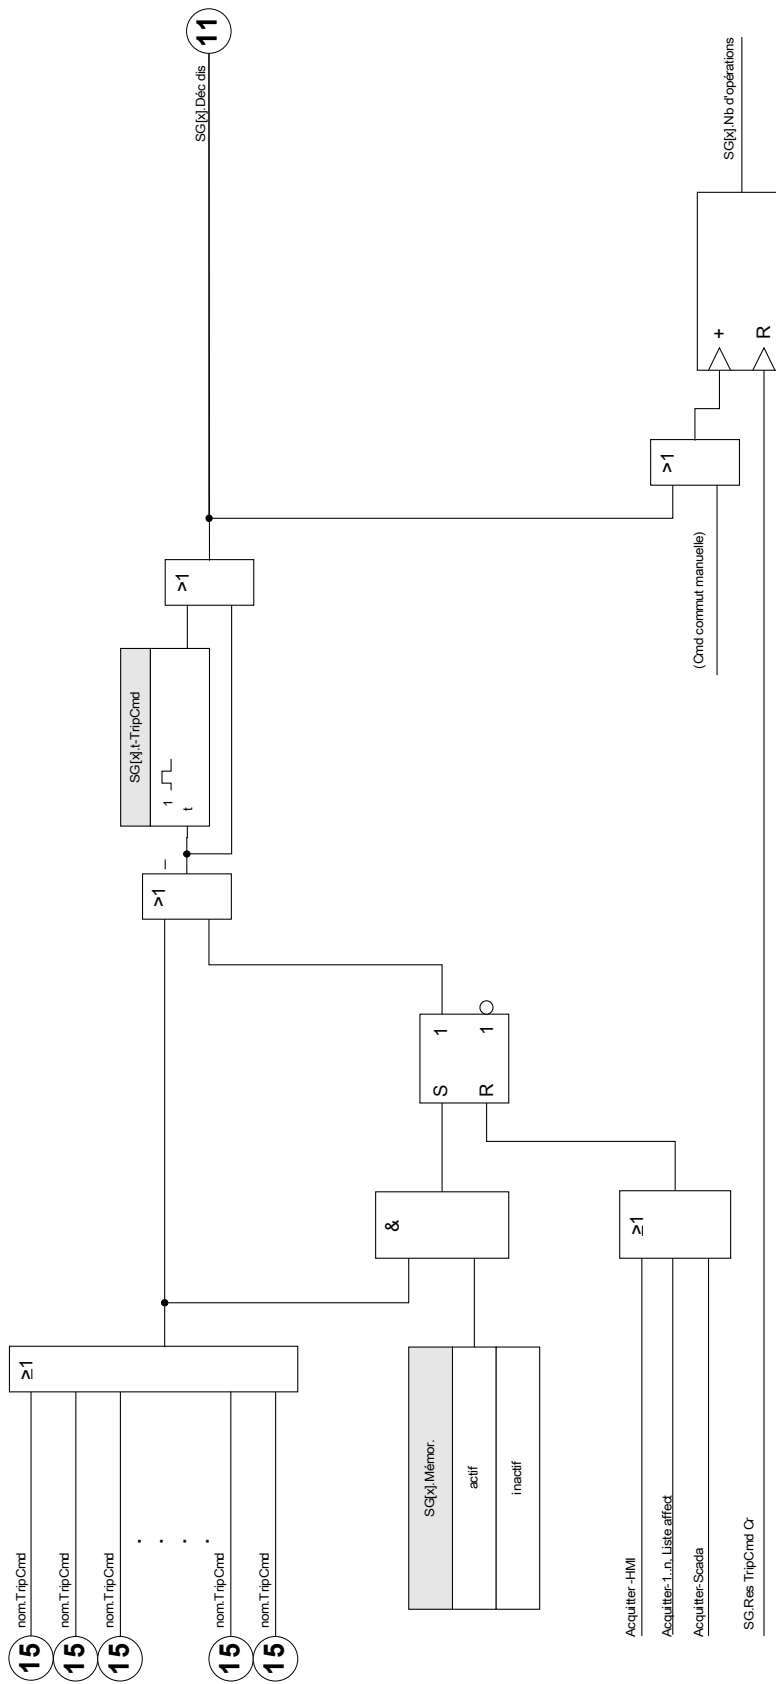 15 nom.TripCmd
15 nom.TripCmd
15 nom.TripCmd
. . . .
15 nom.TripCmd
15 nom.TripCmd
≥1
SG[x].Mémor.
actif
inactif
&
Acquitter-HMI
Acquitter-1..n, Liste affect
Acquitter-Scada
≥1
SG.Res TripCmd Cr
S 1
R 1
>1
SG[x].t-TripCmd
1
t
>1
SG[x].Déc dis
11
(Cmd commut manuelle)
>1
+
R
SG[x].Nb d'opérations